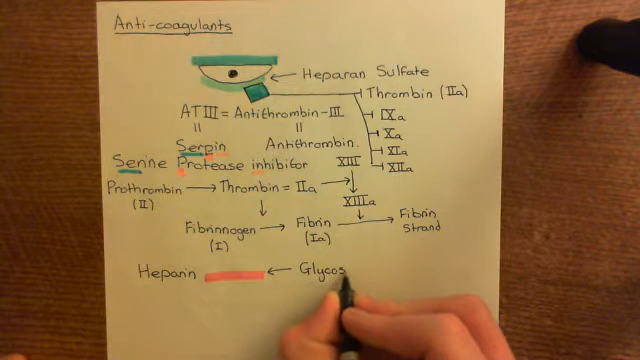 Anti-coagulants
Heparan Sulfate
Thrombin (IIa)
ATIII = Antithrombin-III
IXa
Xa
XIa
XIIa
Serpin
Antithrombin.
Serine Protease inhibitor
XIII
Prothrombin → Thrombin = IIa →
(II)
XIIIa
Fibrinnogen → Fibrin → Fibrin
Strand
(I)
(Ia)
Heparin ← Glycos